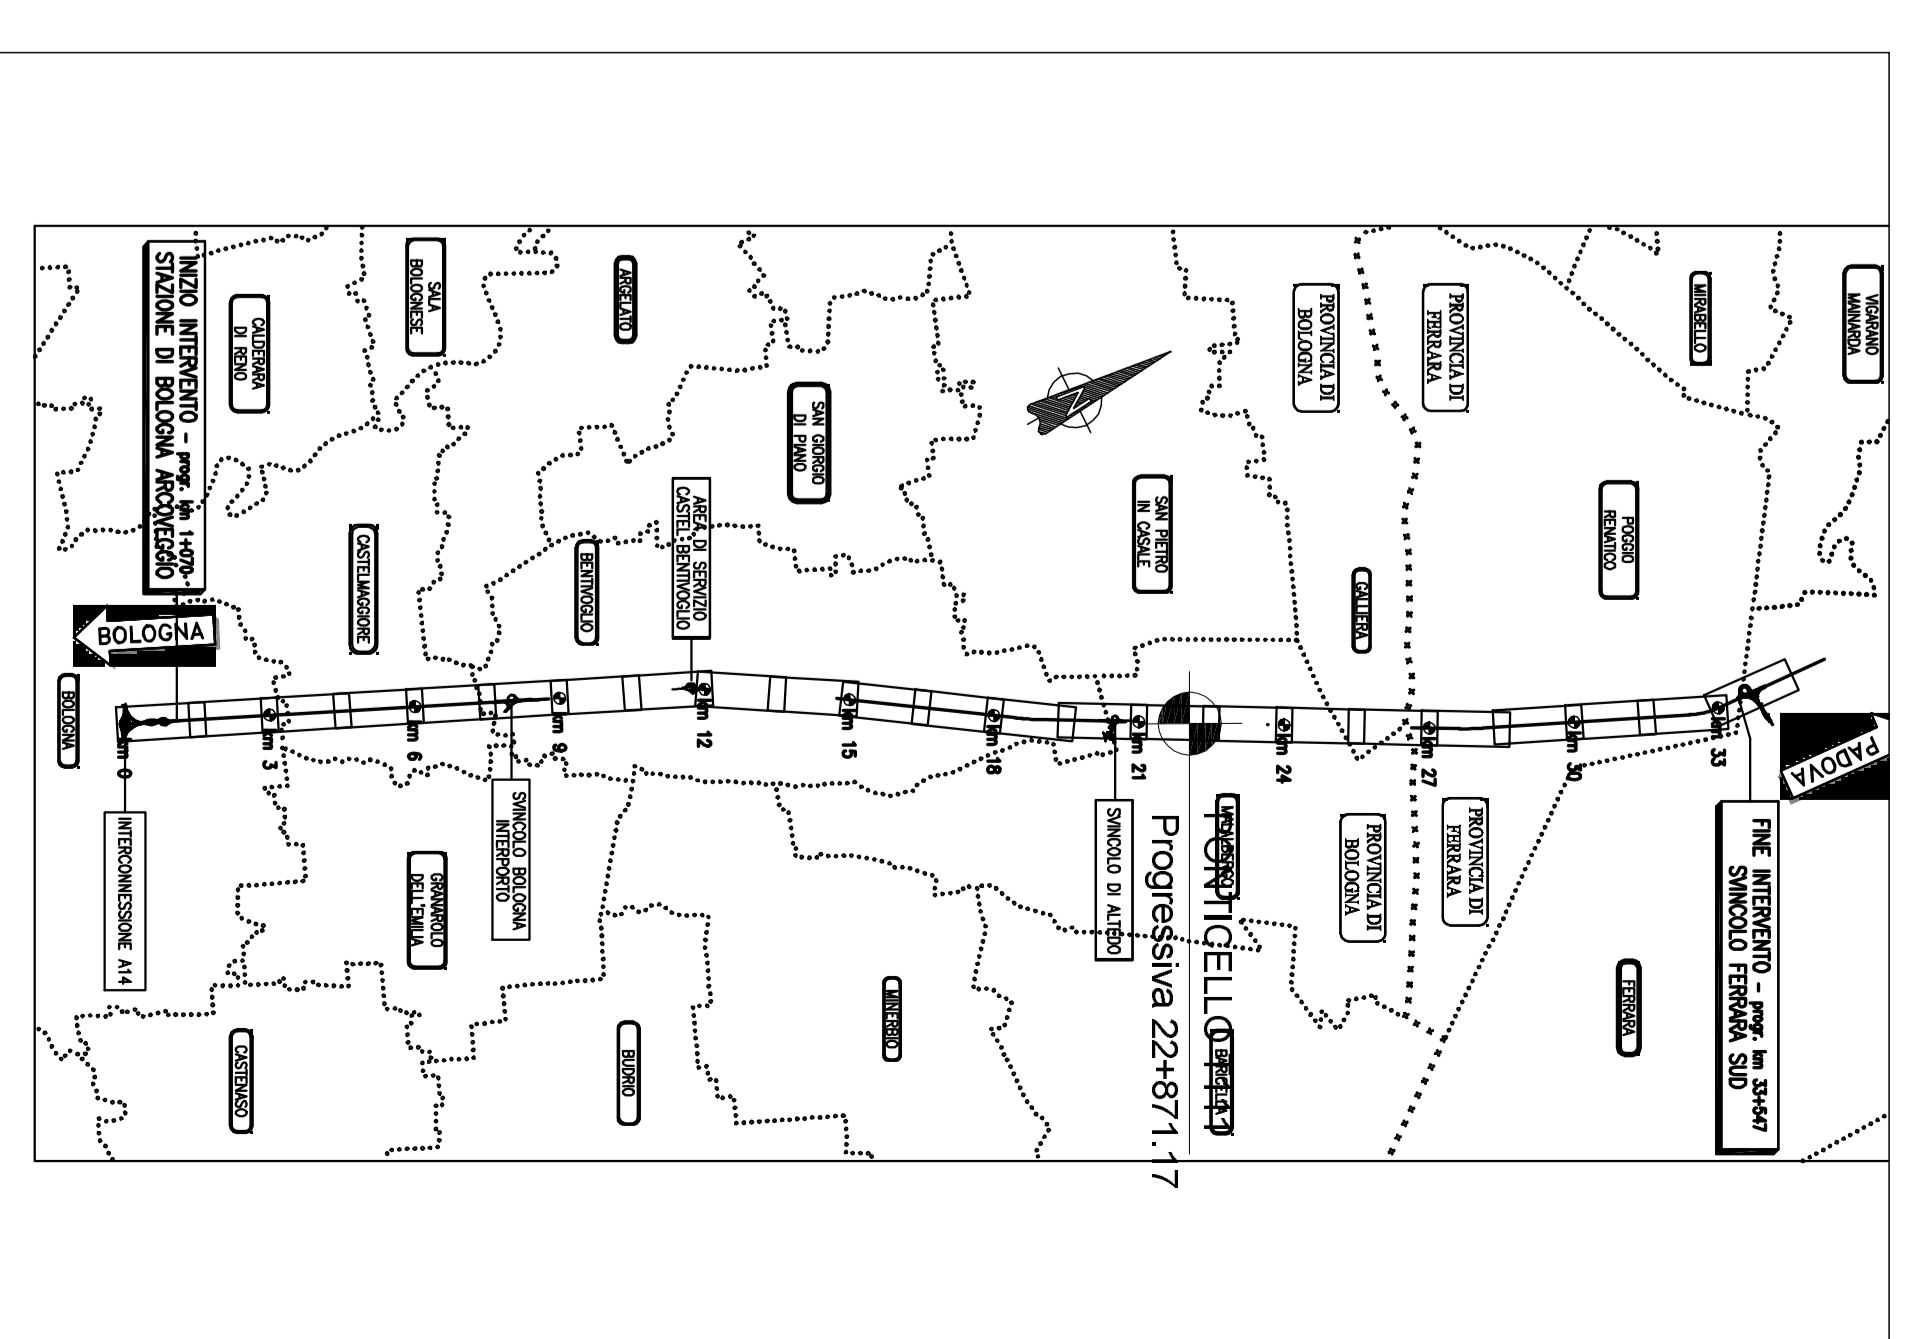 INIZIO INTERVENTO - progr. km 1+070
STAZIONE DI BOLOGNA ARCOVEGGIO
CALDERARA
DI RENO
SALA
BOLOGNESE
ARGELATO
PROVINCIA DI
BOLOGNA
PROVINCIA DI
FERRARA
MIRABELLO
VIGARANO
MAINARDA
SAN GIORGIO
DI PIANO
N
CASTELMAGGIORE
BENTIVOGLIO
AREA DI SERVIZIO
CASTEL BENTIVOGLIO
SAN PIETRO
IN CASALE
GALLIERA
POGGIO
RENATICO
BOLOGNA
BOLOGNA
km 0
km 3
km 6
km 9
km 12
km 15
km 18
km 21
km 24
km 27
km 30
km 33
PADOVA
INTERCONNESSIONE A14
GRANAROLO
DELL'EMILIA
SVINCOLO BOLOGNA
INTERPORTO
SVINCOLO DI ALTEDO
MALALBERGO
PONTICELLO
Progressiva 22+871.17
PROVINCIA DI
BOLOGNA
PROVINCIA DI
FERRARA
FINE INTERVENTO - progr. km 33+547
SVINCOLO FERRARA SUD
CASTENASO
BUDRIO
MINERBIO
BARICELLA
FERRARA